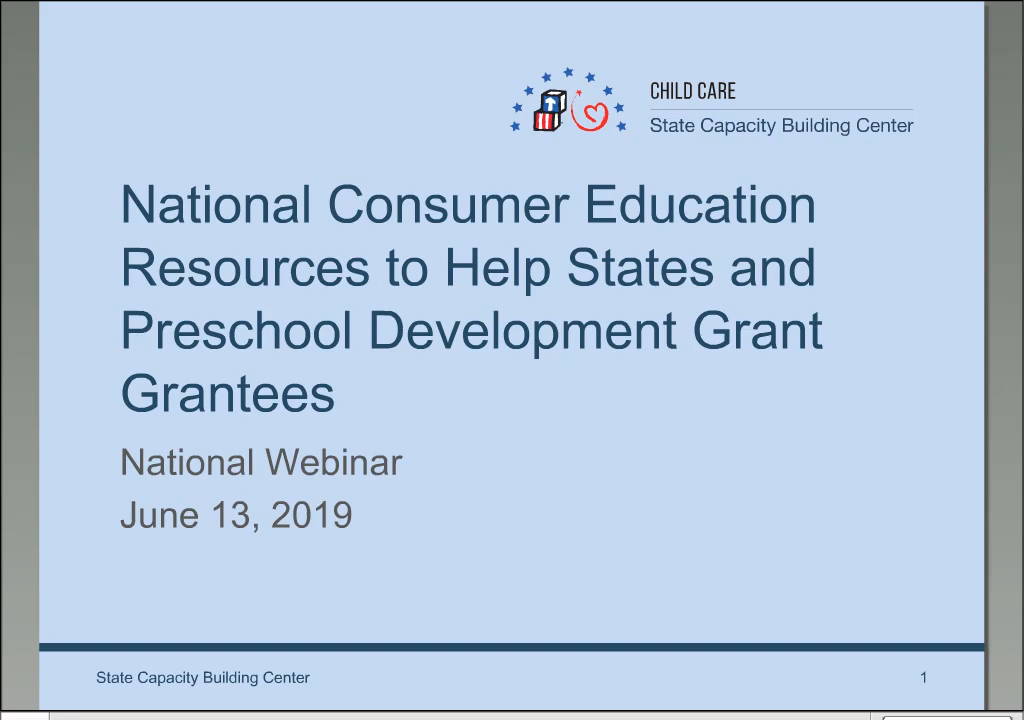 CHILD CARE
State Capacity Building Center
National Consumer Education
Resources to Help States and
Preschool Development Grant
Grantees
National Webinar
June 13, 2019
State Capacity Building Center
1